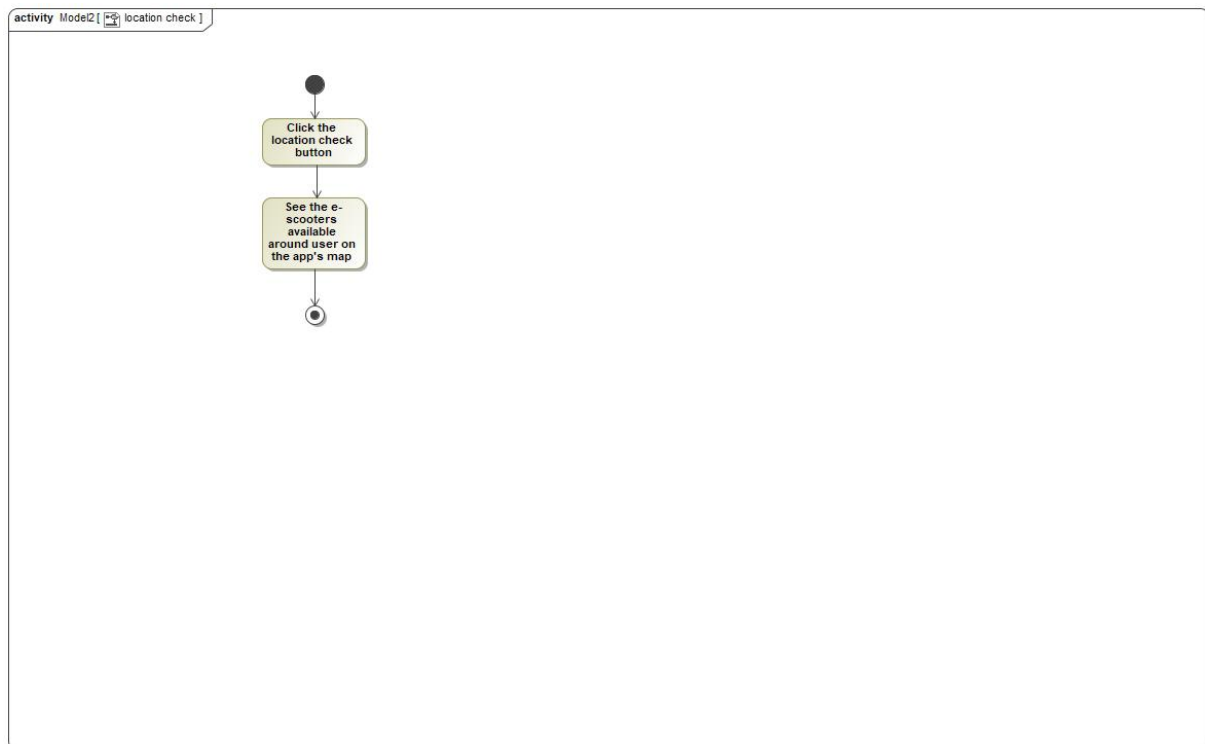 activity Model2 [ location check ]
Click the
location check
button
See the e-
scooters
available
around user on
the app's map